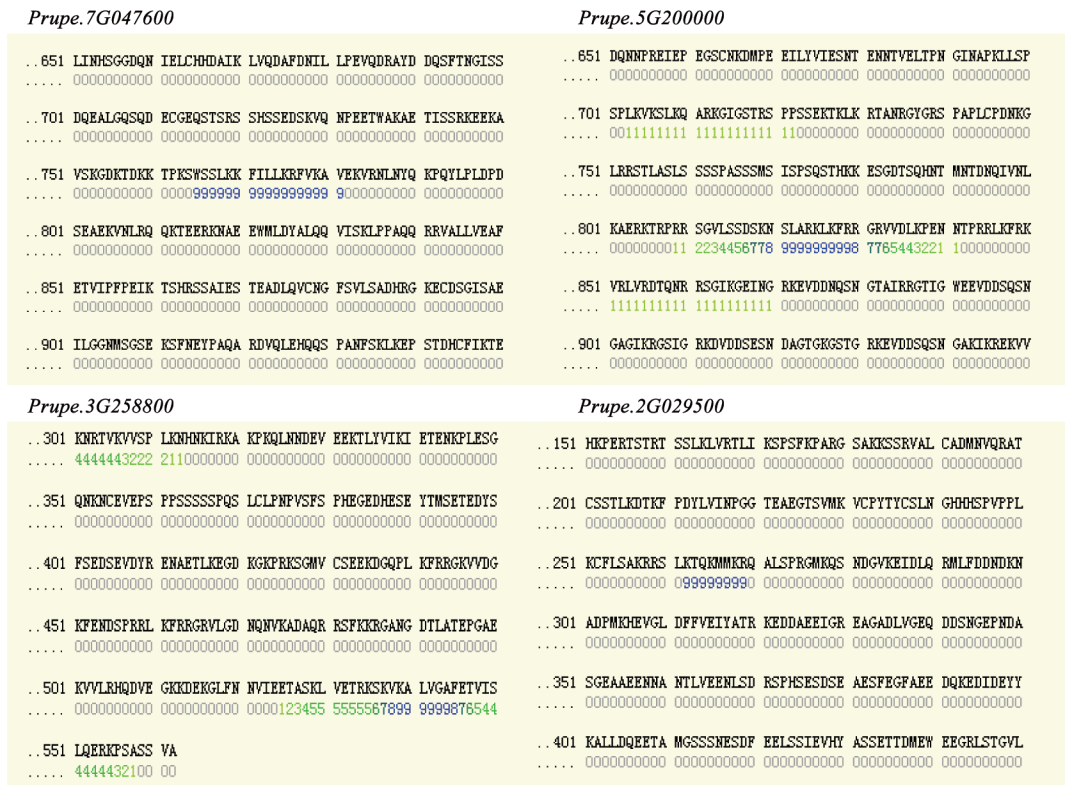 Prupe.7G047600
..651 LINHSGGDQN IELCHHDAIK LVQDAFDNIL LPEVQDRAYD DQSFTNGISS
..... 0000000000 0000000000 0000000000 0000000000 0000000000
..701 DQEALGQSQD ECGEQSTSRS SHSSEDSKVQ NPEETWAKAE TISSRKEEKA
..... 0000000000 0000000000 0000000000 0000000000 0000000000
..751 VSKGDKTDKK TPKSWSSLKK FILLKRFVKA VEKVRNLNYQ KPQYLPLDPD
..... 0000000000 0000999999 9999999999 9000000000 0000000000
..801 SEAEKVNLRQ QKTEERKNAE EWMLDYALQQ VISKLPPAQQ RRVALLVEAF
..... 0000000000 0000000000 0000000000 0000000000 0000000000
..851 ETVIPFPEIK TSHRSSAIES TEADLQVCNG FSVLSADHRG KECDSGISAE
..... 0000000000 0000000000 0000000000 0000000000 0000000000
..901 ILGGNMSGSE KSFNEYPAQA RDVQLEHQQS PANFSKLKEP STDHCFIKTE
..... 0000000000 0000000000 0000000000 0000000000 0000000000
Prupe.5G200000
..651 DQNNPREIEP EGSCNKDMPE EILYVIESNT ENNTVELTPN GINAPKLLSP
..... 0000000000 0000000000 0000000000 0000000000 0000000000
..701 SPLKVKSLKQ ARKGIGSTRS PPSSEKTKLK RTANRGYGRS PAPLCPDNKG
..... 0011111111 1111111111 1100000000 0000000000 0000000000
..751 LRRSTLASLS SSSPASSSMS ISPSQSTHKK ESGDTSQHNT MNTDNQIVNL
..... 0000000000 0000000000 0000000000 0000000000 0000000000
..801 KAERKTRPRR SGVLSSDSKN SLARKLKFRR GRVVDLKPEN NTPRRLKFRK
..... 0000000011 2234456778 9999999998 7765443221 1000000000
..851 VRLVRDTQNR RSGIKGEING RKEVDDNQSN GTAIRRGTIG WEEVDDSQSN
..... 1111111111 1111111111 0000000000 0000000000 0000000000
..901 GAGIKRGSIG RKDVDDSESN DAGTGKGSTG RKEVDDSQSN GAKIKREKVV
..... 0000000000 0000000000 0000000000 0000000000 0000000000
Prupe.3G258800
..301 KNRTVKVVSP LKNHNKIRKA KPKQLNNDEV EEKTLYVIKI ETENKPLESG
..... 4444443222 2110000000 0000000000 0000000000 0000000000
..351 QNKNCEVEPS PPSSSSSPQS LCLPNPVSFS PHEGEDHESE YTMSETEDYS
..... 0000000000 0000000000 0000000000 0000000000 0000000000
..401 FSEDSEVDYR ENAETLKEGD KGKPRKSGMV CSEEKDGQPL KFRRGKVVDG
..... 0000000000 0000000000 0000000000 0000000000 0000000000
..451 KFENDSPRRL KFRRGRVLGD NQNVKADAQR RSFKKRGANG DTLATEPGAE
..... 0000000000 0000000000 0000000000 0000000000 0000000000
..501 KVVLRHQDVE GKKDEKGLFN NVIEETASKL VETRKSKVKA LVGAFETVIS
..... 0000000000 0000000000 0000123455 5555567899 9999876544
..551 LQERKPSASS VA
..... 4444432100 00
Prupe.2G029500
..151 HKPERTSTRT SSLKLVRTLI KSPSFKPARG SAKKSSRVAL CADMNVQRAT
..... 0000000000 0000000000 0000000000 0000000000 0000000000
..201 CSSTLKDTKF PDYLVINPGG TEAEGTSVMK VCPYTYCSLN GHHHSPVPPL
..... 0000000000 0000000000 0000000000 0000000000 0000000000
..251 KCFLSAKRRS LKTQKMMKRQ ALSPRGMKQS NDGVKEIDLQ RMLFDDNDKN
..... 0000000000 9999999990 0000000000 0000000000 0000000000
..301 ADPMKHEVGL DFFVEIYATR KEDDAEEIGR EAGADLVGEQ DDSNGEPNDA
..... 0000000000 0000000000 0000000000 0000000000 0000000000
..351 SGEAAEENNA NTLVEENLSD RSPHSESDSE AESFEGFAEE DQKEDIDEYY
..... 0000000000 0000000000 0000000000 0000000000 0000000000
..401 KALLDQEETA MGSSSNESDF EELSSIEVHY ASSETTDMEW EEGRLSTGVL
..... 0000000000 0000000000 0000000000 0000000000 0000000000